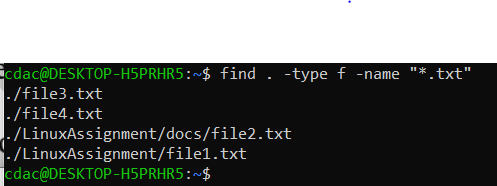 cdac@DESKTOP-H5PRHR5:~$ find . -type f -name "*.txt"
./file3.txt
./file4.txt
./LinuxAssignment/docs/file2.txt
./LinuxAssignment/file1.txt
cdac@DESKTOP-H5PRHR5:~$